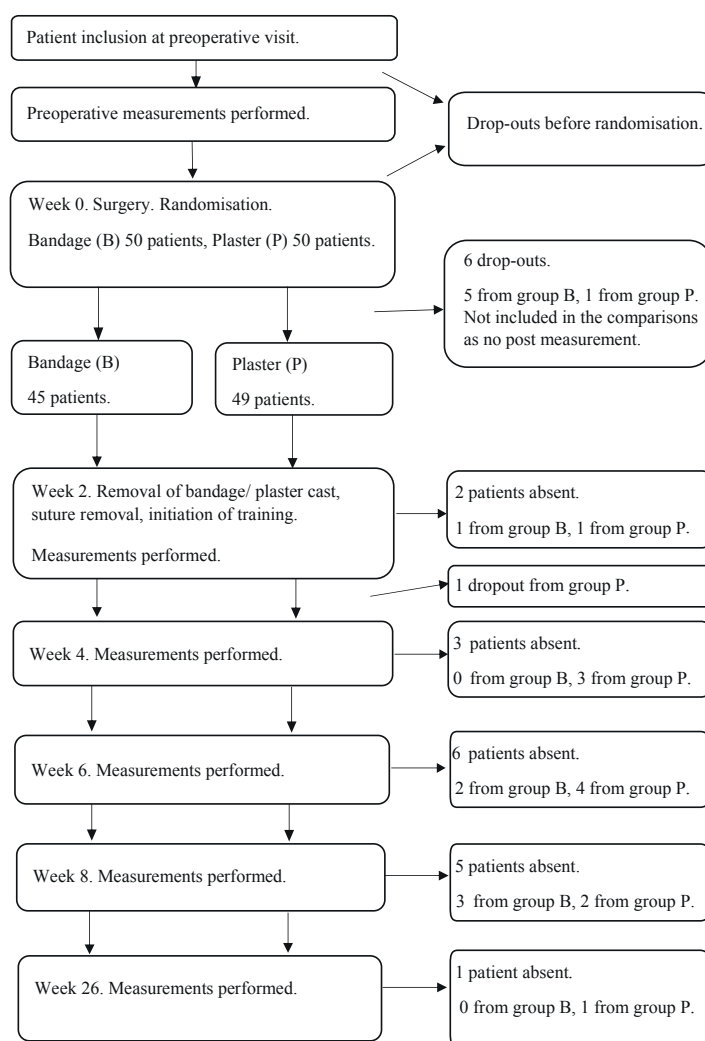 Patient inclusion at preoperative visit.
Preoperative measurements performed.
Drop-outs before randomisation.
Week 0. Surgery. Randomisation.
Bandage (B) 50 patients, Plaster (P) 50 patients.
6 drop-outs.
5 from group B, 1 from group P.
Not included in the comparisons
as no post measurement.
Bandage (B)
45 patients.
Plaster (P)
49 patients.
Week 2. Removal of bandage/ plaster cast,
suture removal, initiation of training.
Measurements performed.
2 patients absent.
1 from group B, 1 from group P.
1 dropout from group P.
Week 4. Measurements performed.
3 patients absent.
0 from group B, 3 from group P.
Week 6. Measurements performed.
6 patients absent.
2 from group B, 4 from group P.
Week 8. Measurements performed.
5 patients absent.
3 from group B, 2 from group P.
Week 26. Measurements performed.
1 patient absent.
0 from group B, 1 from group P.